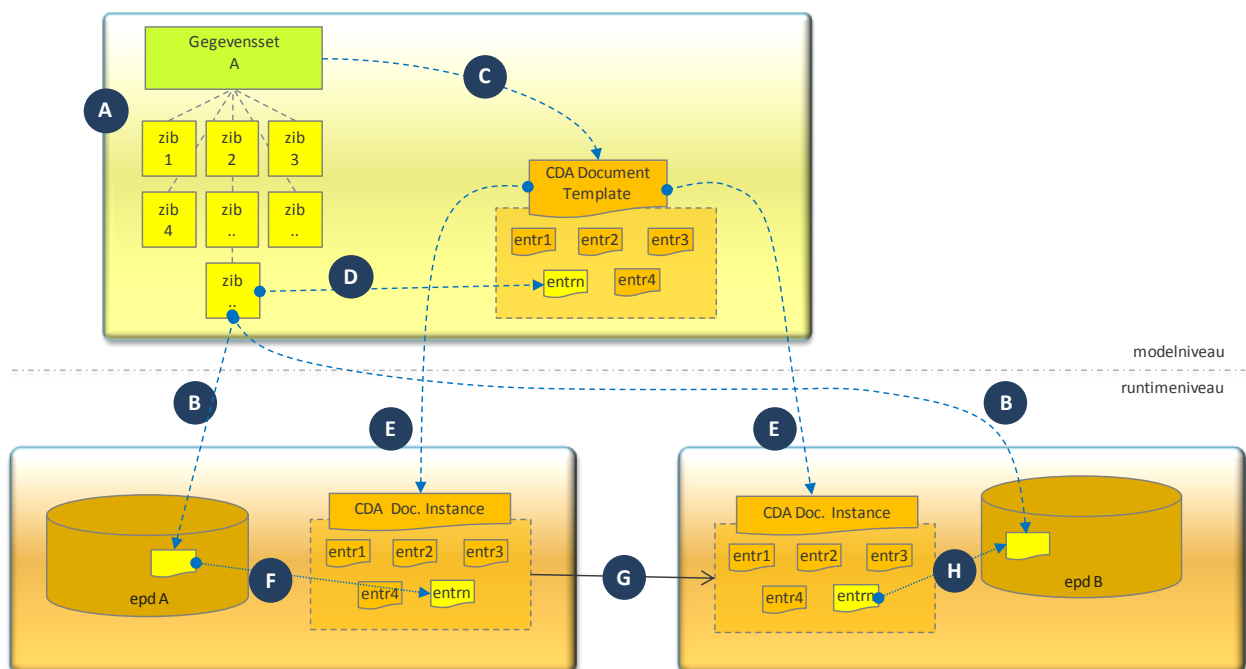 Gegevensset
A
A
C
zib
1
zib
2
zib
3
CDA Document
Template
zib
4
zib
..
zib
..
entr1
entr2
entr3
zib
..
D
entrn
entr4
modelniveau
runtimeniveau
B
E
B
E
CDA Doc. Instance
entr1
entr2
entr3
entr4
entrn
epd A
F
G
CDA Doc. Instance
entr1
entr2
entr3
entr4
entrn
H
epd B